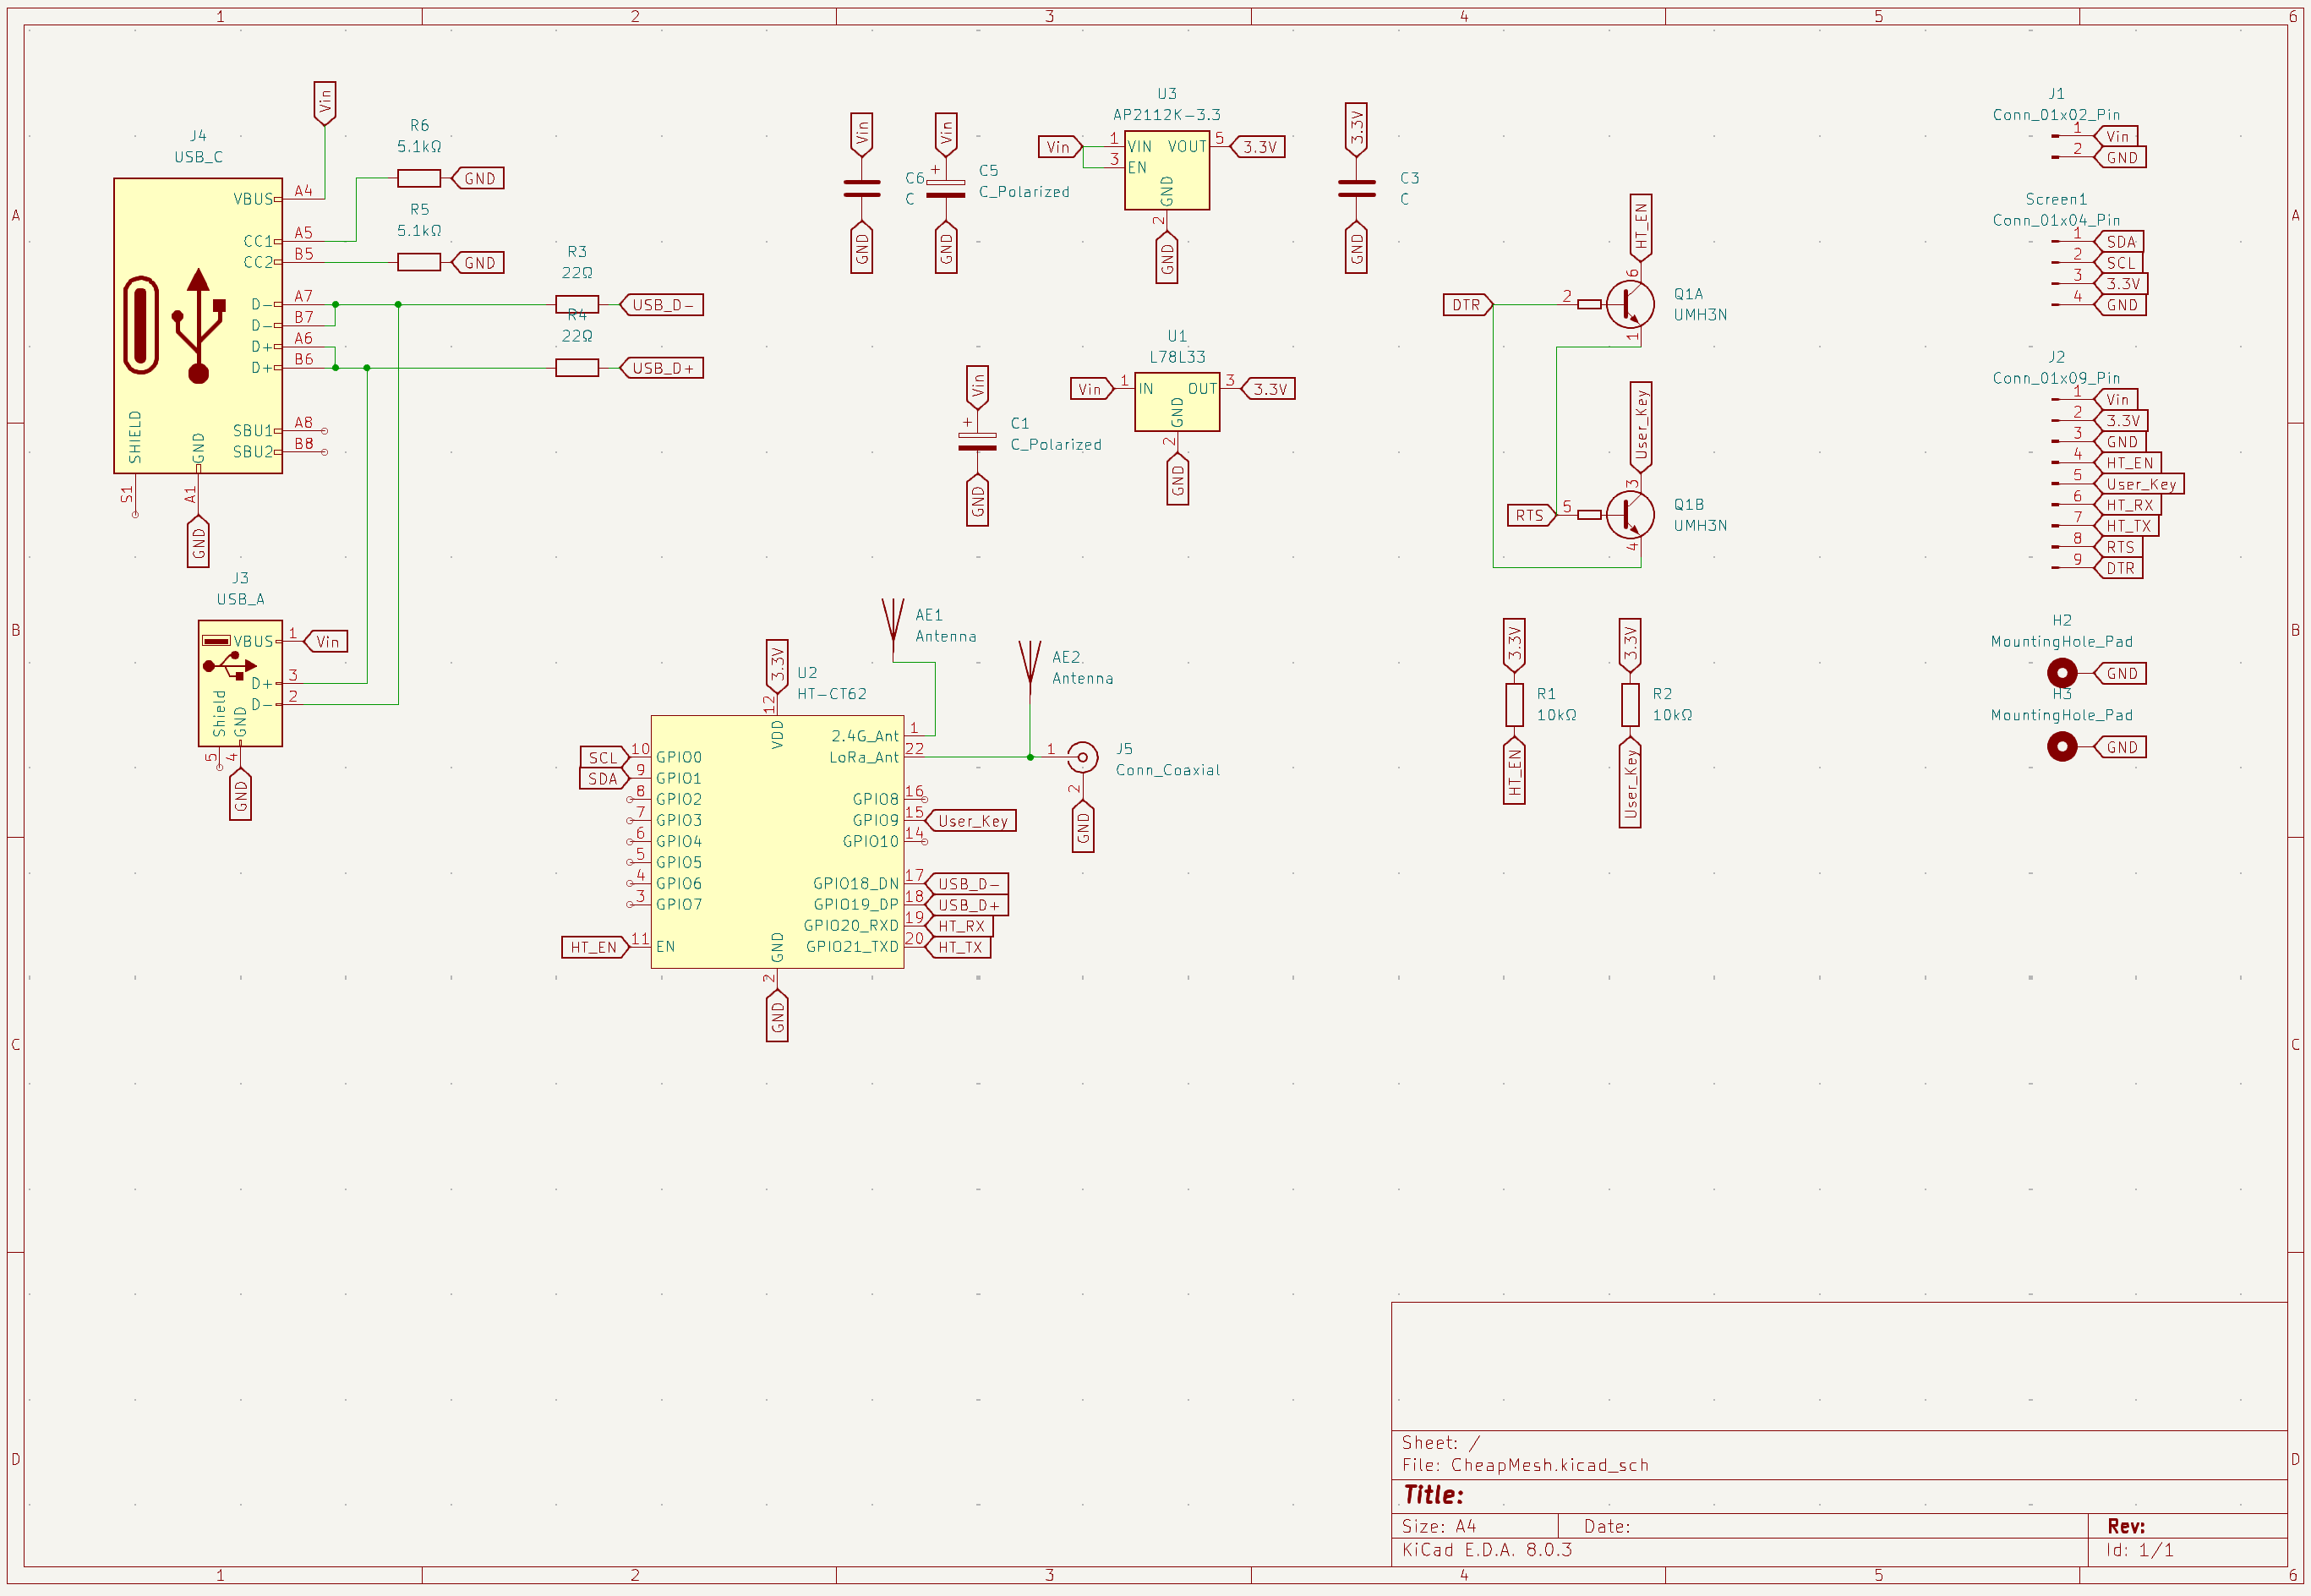 1 2 3 4 5 6
A
B
C
D
A
B
C
D
J4
USB_C
Vin
VBUS A4
CC1 A5
CC2 B5
D- A7
D- B7
D+ A6
D+ B6
SBU1 A8
SBU2 B8
SHIELD
GND
S1
A1
GND
R6
5.1kΩ
GND
R5
5.1kΩ
GND
R3
22Ω
USB_D-
R4
22Ω
USB_D+
J3
USB_A
VBUS 1 Vin
D+ 3
D- 2
Shield
GND
5
4
GND
Vin
C6
C
GND
Vin
+
C5
C_Polarized
GND
U3
AP2112K-3.3
Vin 1 VIN VOUT 5 3.3V
3 EN
GND
2
GND
3.3V
C3
C
GND
Vin
+
C1
C_Polarized
GND
U1
L78L33
Vin 1 IN OUT 3 3.3V
GND
2
GND
HT_EN
6
DTR 2
Q1A
UMH3N
1
User_Key
3
RTS 5
Q1B
UMH3N
4
3.3V
R1
10kΩ
HT_EN
3.3V
R2
10kΩ
User_Key
AE1
Antenna
AE2
Antenna
3.3V
12
U2
HT-CT62
VDD
SCL 10 GPIO0
SDA 9 GPIO1
8 GPIO2
7 GPIO3
6 GPIO4
5 GPIO5
4 GPIO6
3 GPIO7
HT_EN 11 EN
2.4G_Ant 1
LoRa_Ant 22
GPIO8 16
GPIO9 15 User_Key
GPIO10 14
GPIO18_DN 17 USB_D-
GPIO19_DP 18 USB_D+
GPIO20_RXD 19 HT_RX
GPIO21_TXD 20 HT_TX
GND
2
GND
1
J5
Conn_Coaxial
2
GND
J1
Conn_01x02_Pin
1 Vin
2 GND
Screen1
Conn_01x04_Pin
1 SDA
2 SCL
3 3.3V
4 GND
J2
Conn_01x09_Pin
1 Vin
2 3.3V
3 GND
4 HT_EN
5 User_Key
6 HT_RX
7 HT_TX
8 RTS
9 DTR
H2
MountingHole_Pad
GND
H3
MountingHole_Pad
GND
Sheet: /
File: CheapMesh.kicad_sch
Title:
Size: A4 Date: Rev:
KiCad E.D.A. 8.0.3 Id: 1/1
1 2 3 4 5 6